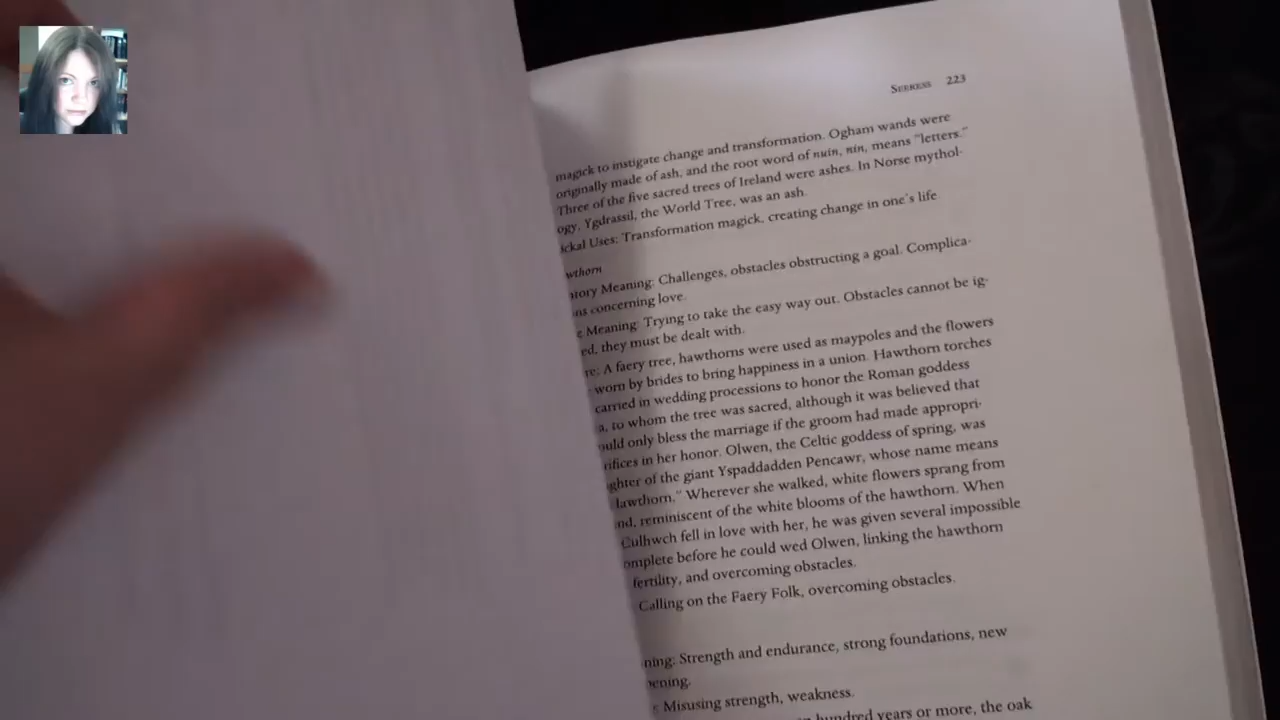 SEEKERS 223
magick to instigate change and transformation. Ogham wands were
originally made of ash, and the root word of nuin, nin, means "letters."
Three of the five sacred trees of Ireland were ashes. In Norse mythol-
ogy, Ygdrassil, the World Tree, was an ash.
ickal Uses: Transformation magick, creating change in one's life.
wthorn
atory Meaning: Challenges, obstacles obstructing a goal. Complica-
ns concerning love.
e Meaning: Trying to take the easy way out. Obstacles cannot be ig-
ed, they must be dealt with.
re: A faery tree, hawthorns were used as maypoles and the flowers
worn by brides to bring happiness in a union. Hawthorn torches
carried in wedding processions to honor the Roman goddess
a, to whom the tree was sacred, although it was believed that
ould only bless the marriage if the groom had made appropri-
rifices in her honor. Olwen, the Celtic goddess of spring, was
ghter of the giant Yspaddadden Pencawr, whose name means
lawthorn." Wherever she walked, white flowers sprang from
nd, reminiscent of the white blooms of the hawthorn. When
Culhwch fell in love with her, he was given several impossible
omplete before he could wed Olwen, linking the hawthorn
fertility, and overcoming obstacles.
Calling on the Faery Folk, overcoming obstacles.
ning: Strength and endurance, strong foundations, new
pening.
e: Misusing strength, weakness.
hundred years or more, the oak